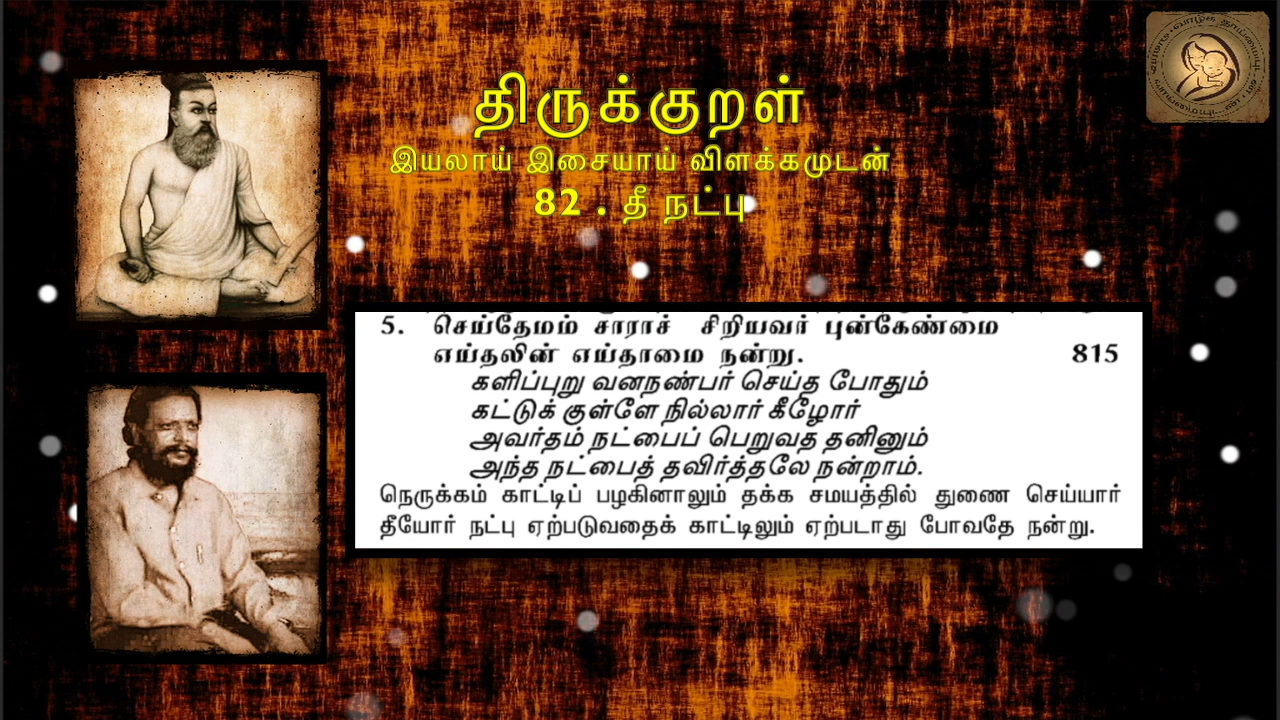 திருக்குறள்
இயலாய் இசையாய் விளக்கமுடன்
82 . தீ நட்பு
5. செய்தேமம் சாராச் சிறியவர் புன்கேண்மை
எய்தலின் எய்தாமை நன்று. 815
களிப்புறு வனநண்பர் செய்த போதும்
கட்டுக் குள்ளே நில்லார் கீழோர்
அவர்தம் நட்பைப் பெறுவத தனினும்
அந்த நட்பைத் தவிர்த்தலே நன்றாம்.
நெருக்கம் காட்டிப் பழகினாலும் தக்க சமயத்தில் துணை செய்யார்
தீயோர் நட்பு ஏற்படுவதைக் காட்டிலும் ஏற்படாது போவதே நன்று.